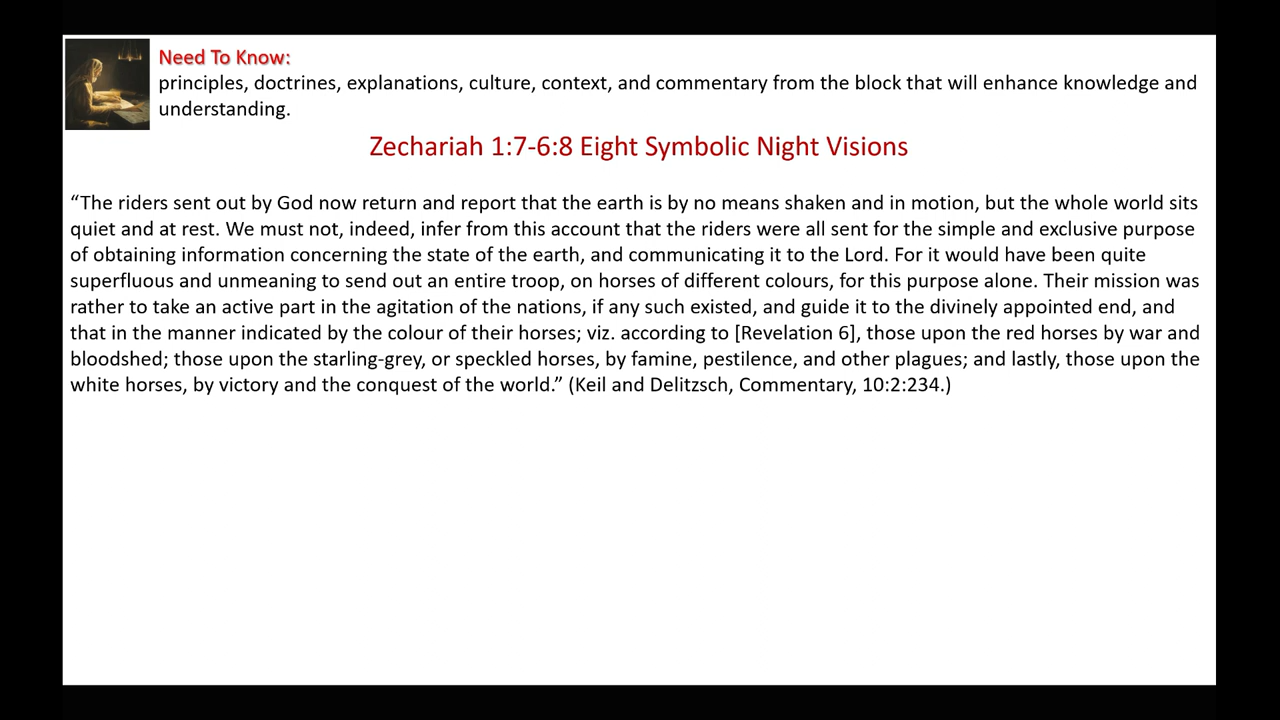 Need To Know:
principles, doctrines, explanations, culture, context, and commentary from the block that will enhance knowledge and
understanding.
Zechariah 1:7-6:8 Eight Symbolic Night Visions
“The riders sent out by God now return and report that the earth is by no means shaken and in motion, but the whole world sits
quiet and at rest. We must not, indeed, infer from this account that the riders were all sent for the simple and exclusive purpose
of obtaining information concerning the state of the earth, and communicating it to the Lord. For it would have been quite
superfluous and unmeaning to send out an entire troop, on horses of different colours, for this purpose alone. Their mission was
rather to take an active part in the agitation of the nations, if any such existed, and guide it to the divinely appointed end, and
that in the manner indicated by the colour of their horses; viz. according to [Revelation 6], those upon the red horses by war and
bloodshed; those upon the starling-grey, or speckled horses, by famine, pestilence, and other plagues; and lastly, those upon the
white horses, by victory and the conquest of the world.” (Keil and Delitzsch, Commentary, 10:2:234.)